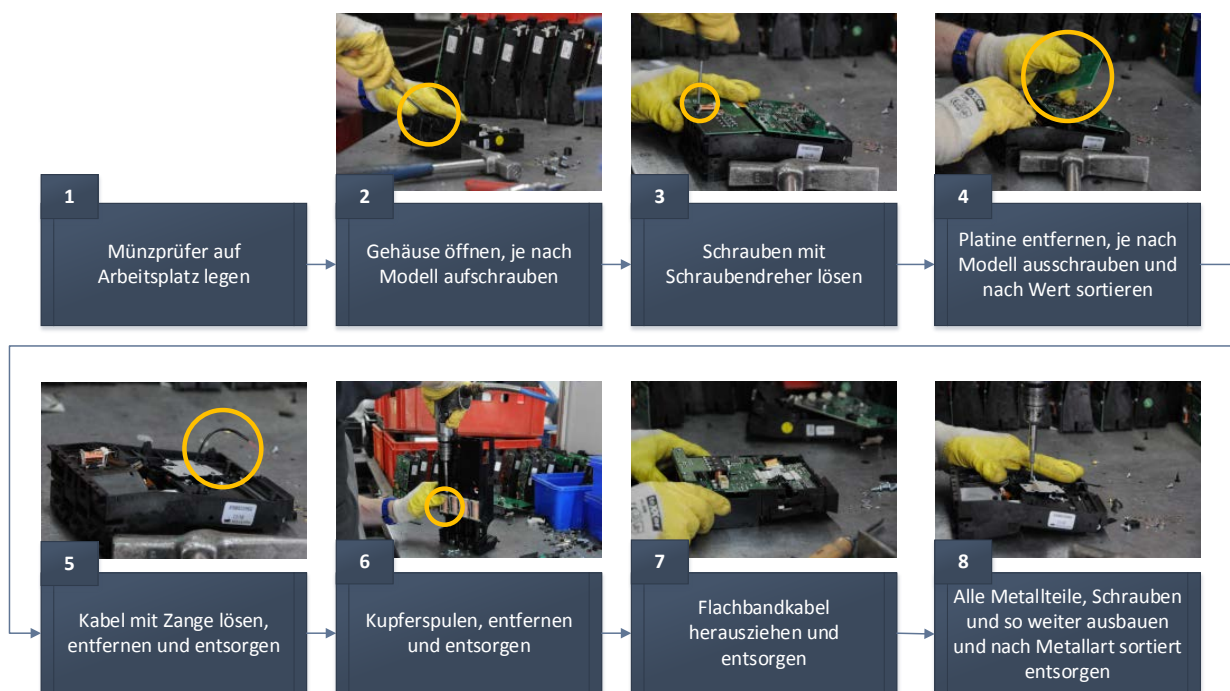 1
Münzprüfer auf
Arbeitsplatz legen
2
Gehäuse öffnen, je nach
Modell aufschrauben
3
Schrauben mit
Schraubendreher lösen
4
Platine entfernen, je nach
Modell ausschrauben und
nach Wert sortieren
5
Kabel mit Zange lösen,
entfernen und entsorgen
6
Kupferspulen, entfernen
und entsorgen
7
Flachbandkabel
herausziehen und
entsorgen
8
Alle Metallteile, Schrauben
und so weiter ausbauen
und nach Metallart sortiert
entsorgen